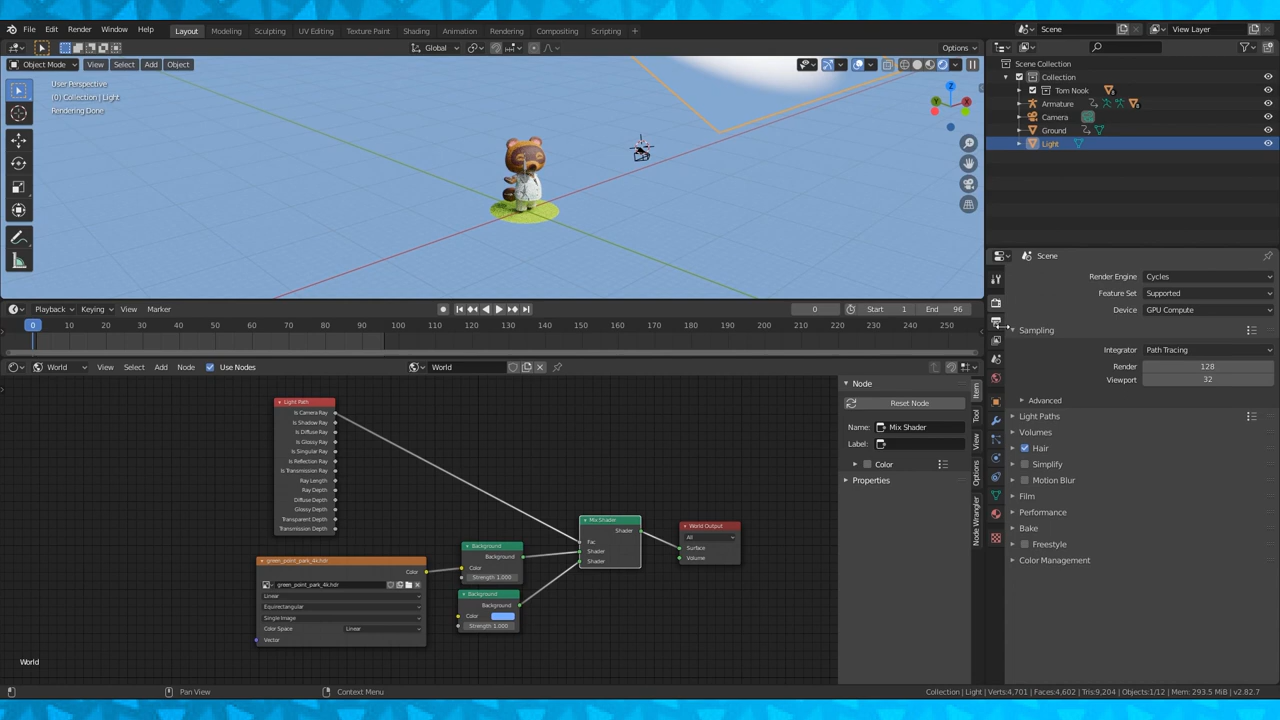 File Edit Render Window Help Layout Modeling Sculpting UV Editing Texture Paint Shading Animation Rendering Compositing Scripting + Scene View Layer
Global Options
Object Mode View Select Add Object
User Perspective
(0) Collection | Light
Rendering Done
Z
Y
X
Scene Collection
Collection
Tom Nook
Armature
Camera
Ground
Light
Scene
Render Engine Cycles
Feature Set Supported
Device GPU Compute
Sampling
Integrator Path Tracing
Render 128
Viewport 32
Advanced
Light Paths
Volumes
Hair
Simplify
Motion Blur
Film
Performance
Bake
Freestyle
Color Management
Playback Keying View Marker 0 Start 1 End 96
0 10 20 30 40 50 60 70 80 90 100 110 120 130 140 150 160 170 180 190 200 210 220 230 240 250
World View Select Add Node Use Nodes World
Light Path
Is Camera Ray
Is Shadow Ray
Is Diffuse Ray
Is Glossy Ray
Is Singular Ray
Is Reflection Ray
Is Transmission Ray
Ray Length
Ray Depth
Diffuse Depth
Glossy Depth
Transparent Depth
Transmission Depth
green_point_park_4k.hdr
Color
green_point_park_4k.hdr
Linear
Equirectangular
Single Image
Color Space Linear
Vector
Background
Background
Color
Strength 1.000
Background
Background
Color
Strength 1.000
Mix Shader
Shader
Fac
Shader
Shader
World Output
All
Surface
Volume
Node
Reset Node
Name: Mix Shader
Label:
Color
Properties
Item
Tool
View
Options
Node Wrangler
World
Pan View Context Menu Collection | Light | Verts:4,701 | Faces:4,602 | Tris:9,204 | Objects:1/12 | Mem: 293.5 MiB | v2.82.7